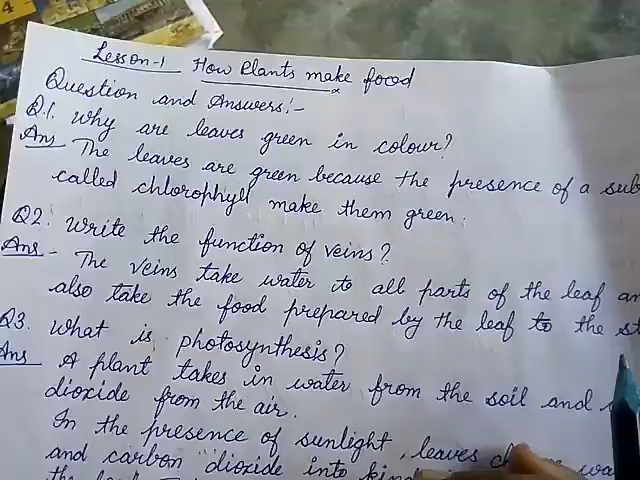 4
Lesson-1 How Plants make food
Question and Answers:-
Q.1. Why are leaves green in colour?
Ans The leaves are green because the presence of a sub
called chlorophyll make them green.
Q2. Write the function of veins?
Ans - The veins take water to all parts of the leaf an
also take the food prepared by the leaf to the st
Q3. What is photosynthesis?
Ans A plant takes in water from the soil and
dioxide from the air.
In the presence of sunlight, leaves wa
and carbon dioxide into kind